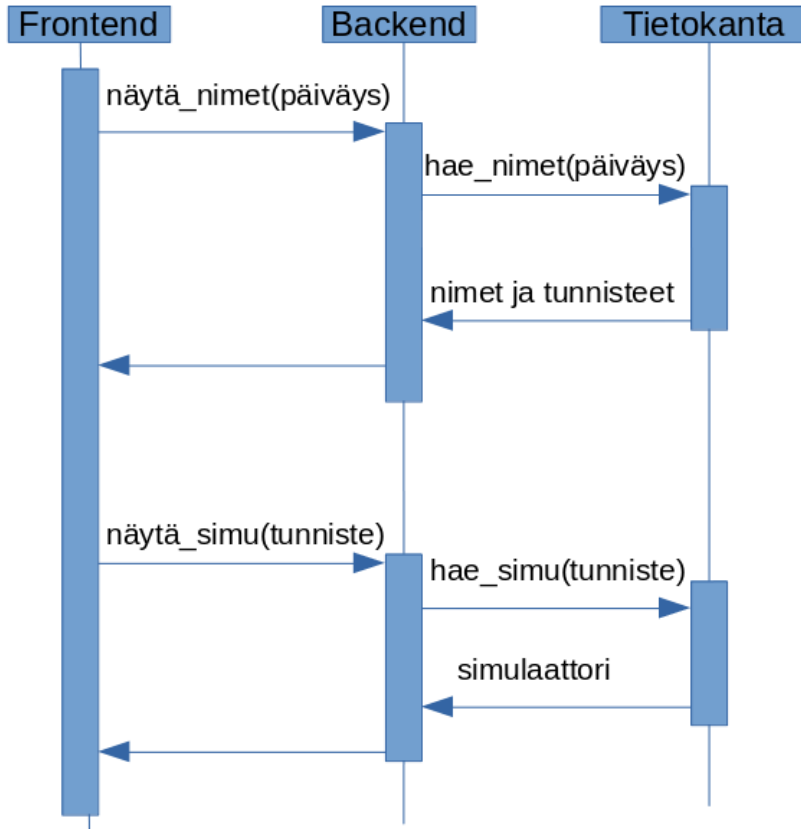 Frontend
Backend
Tietokanta
näytä_nimet(päiväys)
hae_nimet(päiväys)
nimet ja tunnisteet
näytä_simu(tunniste)
hae_simu(tunniste)
simulaattori